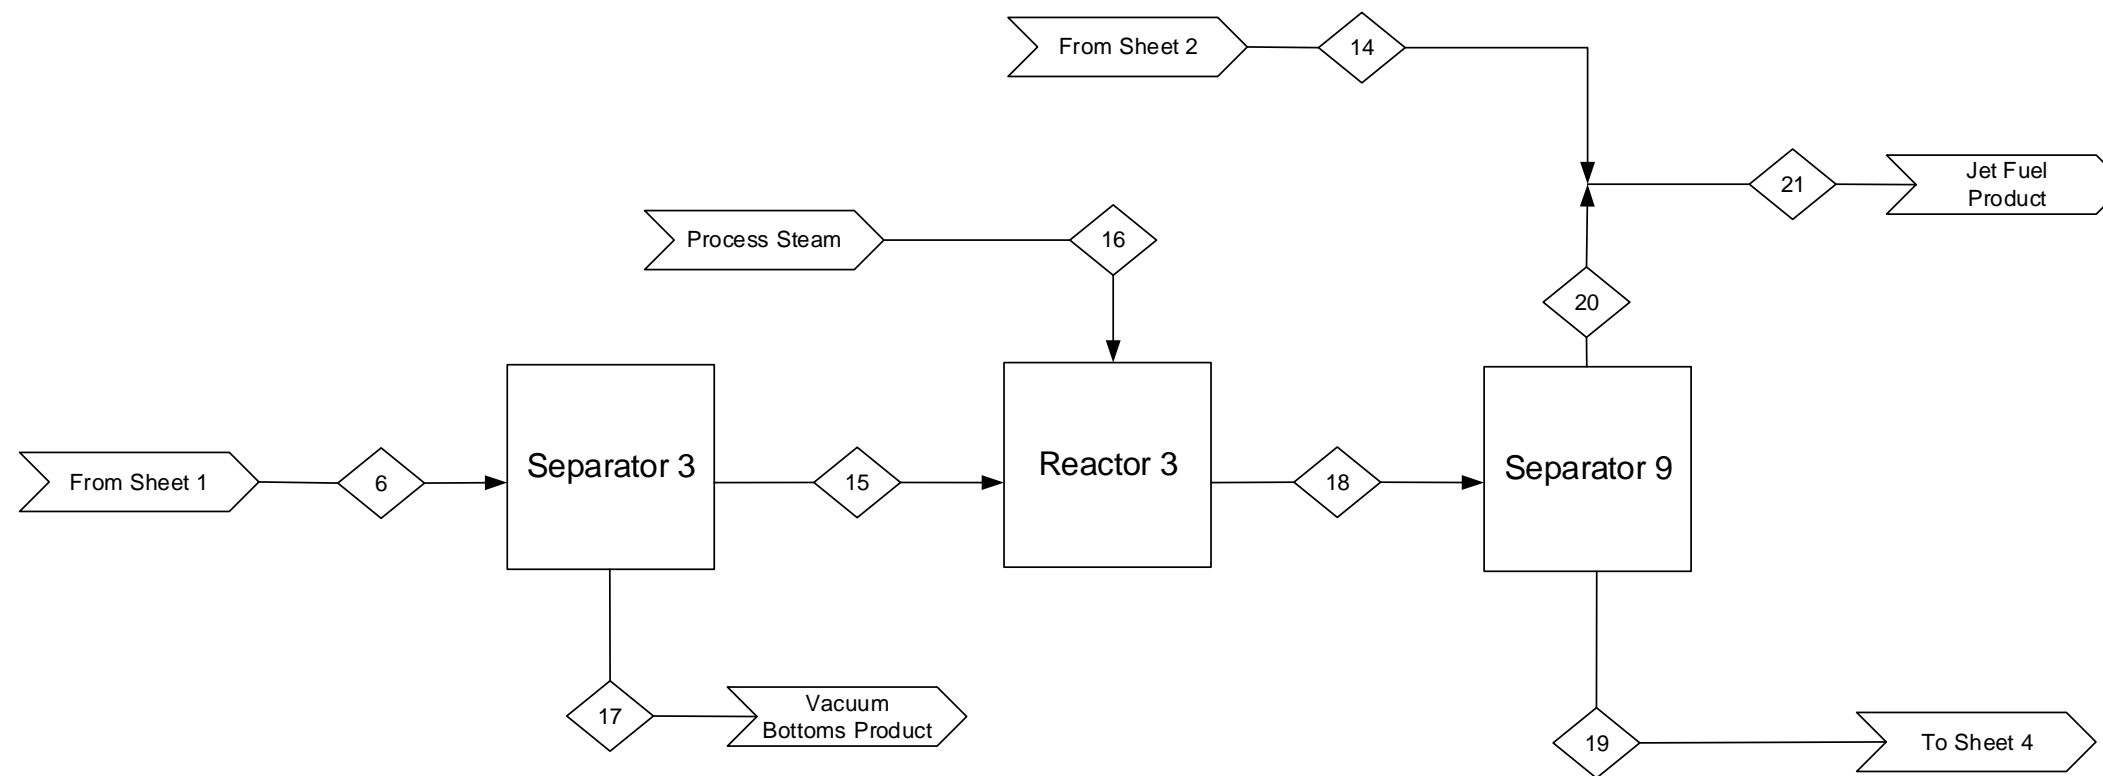 From Sheet 2
14
Jet Fuel
Product
21
Process Steam
16
20
From Sheet 1
6
Separator 3
15
Reactor 3
18
Separator 9
17
Vacuum
Bottoms Product
19
To Sheet 4